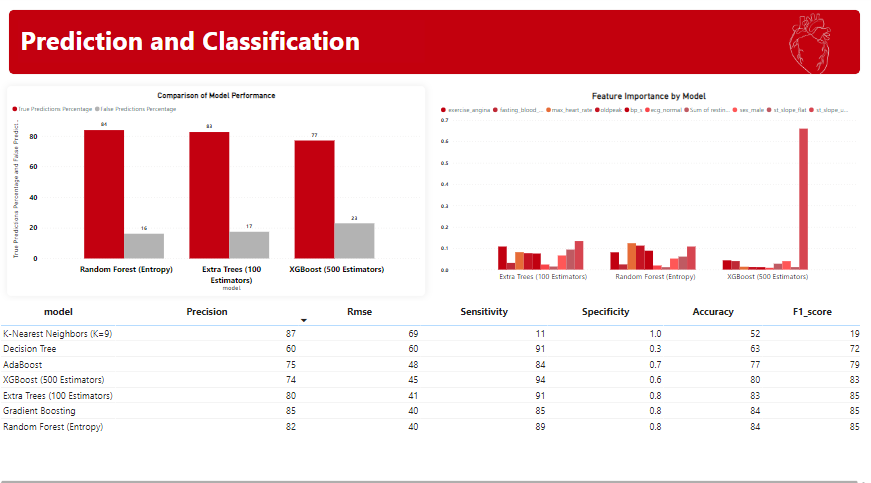 Prediction and Classification
Comparison of Model Performance
True Predictions Percentage False Predictions Percentage
True Predictions Percentage and False Predict...
80
60
40
20
0
84
16
83
17
77
23
Random Forest (Entropy)
Extra Trees (100
Estimators)
XGBoost (500 Estimators)
model
Feature Importance by Model
exercise_angina fasting_blood_... max_heart_rate oldpeak bp_s ecg_normal Sum of restin... sex_male st_slope_flat st_slope_u...
0.7
0.6
0.5
0.4
0.3
0.2
0.1
0.0
Extra Trees (100 Estimators) Random Forest (Entropy) XGBoost (500 Estimators)
model Precision Rmse Sensitivity Specificity Accuracy F1_score
K-Nearest Neighbors (K=9) 87 69 11 1.0 52 19
Decision Tree 60 60 91 0.3 63 72
AdaBoost 75 48 84 0.7 77 79
XGBoost (500 Estimators) 74 45 94 0.6 80 83
Extra Trees (100 Estimators) 80 41 91 0.8 83 85
Gradient Boosting 85 40 85 0.8 84 85
Random Forest (Entropy) 82 40 89 0.8 84 85